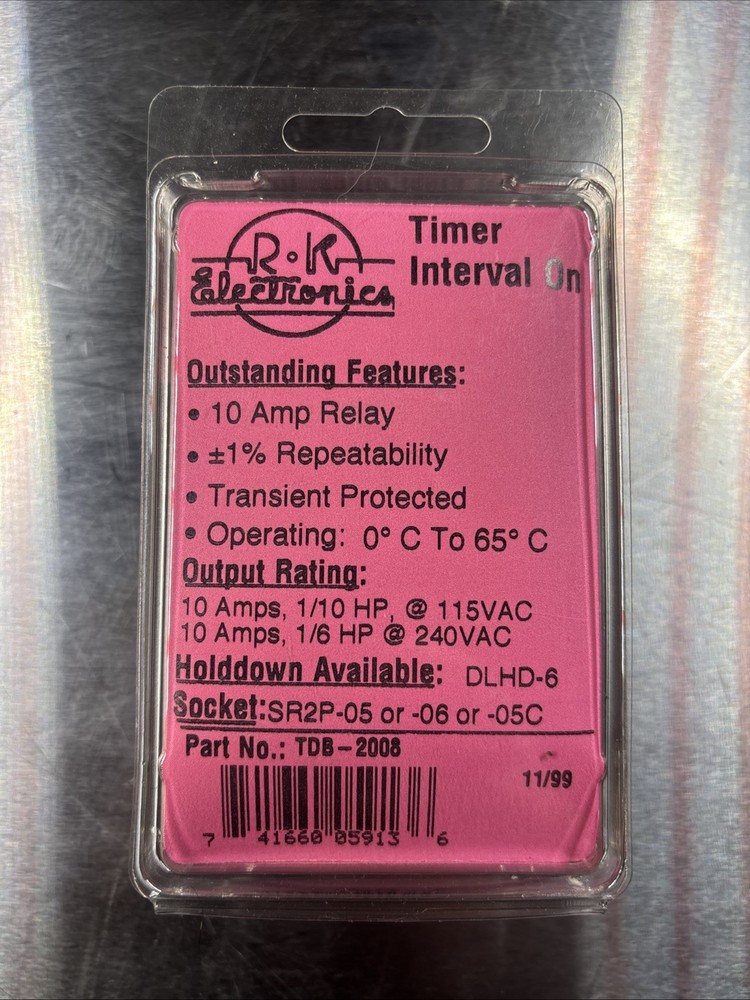 R•K
Electronics
Timer
Interval On
Outstanding Features:
• 10 Amp Relay
• ±1% Repeatability
• Transient Protected
• Operating: 0° C To 65° C
Output Rating:
10 Amps, 1/10 HP, @ 115VAC
10 Amps, 1/6 HP @ 240VAC
Holddown Available: DLHD-6
Socket:SR2P-05 or -06 or -05C
Part No.: TDB-2008
11/99
7 41660 05913 6